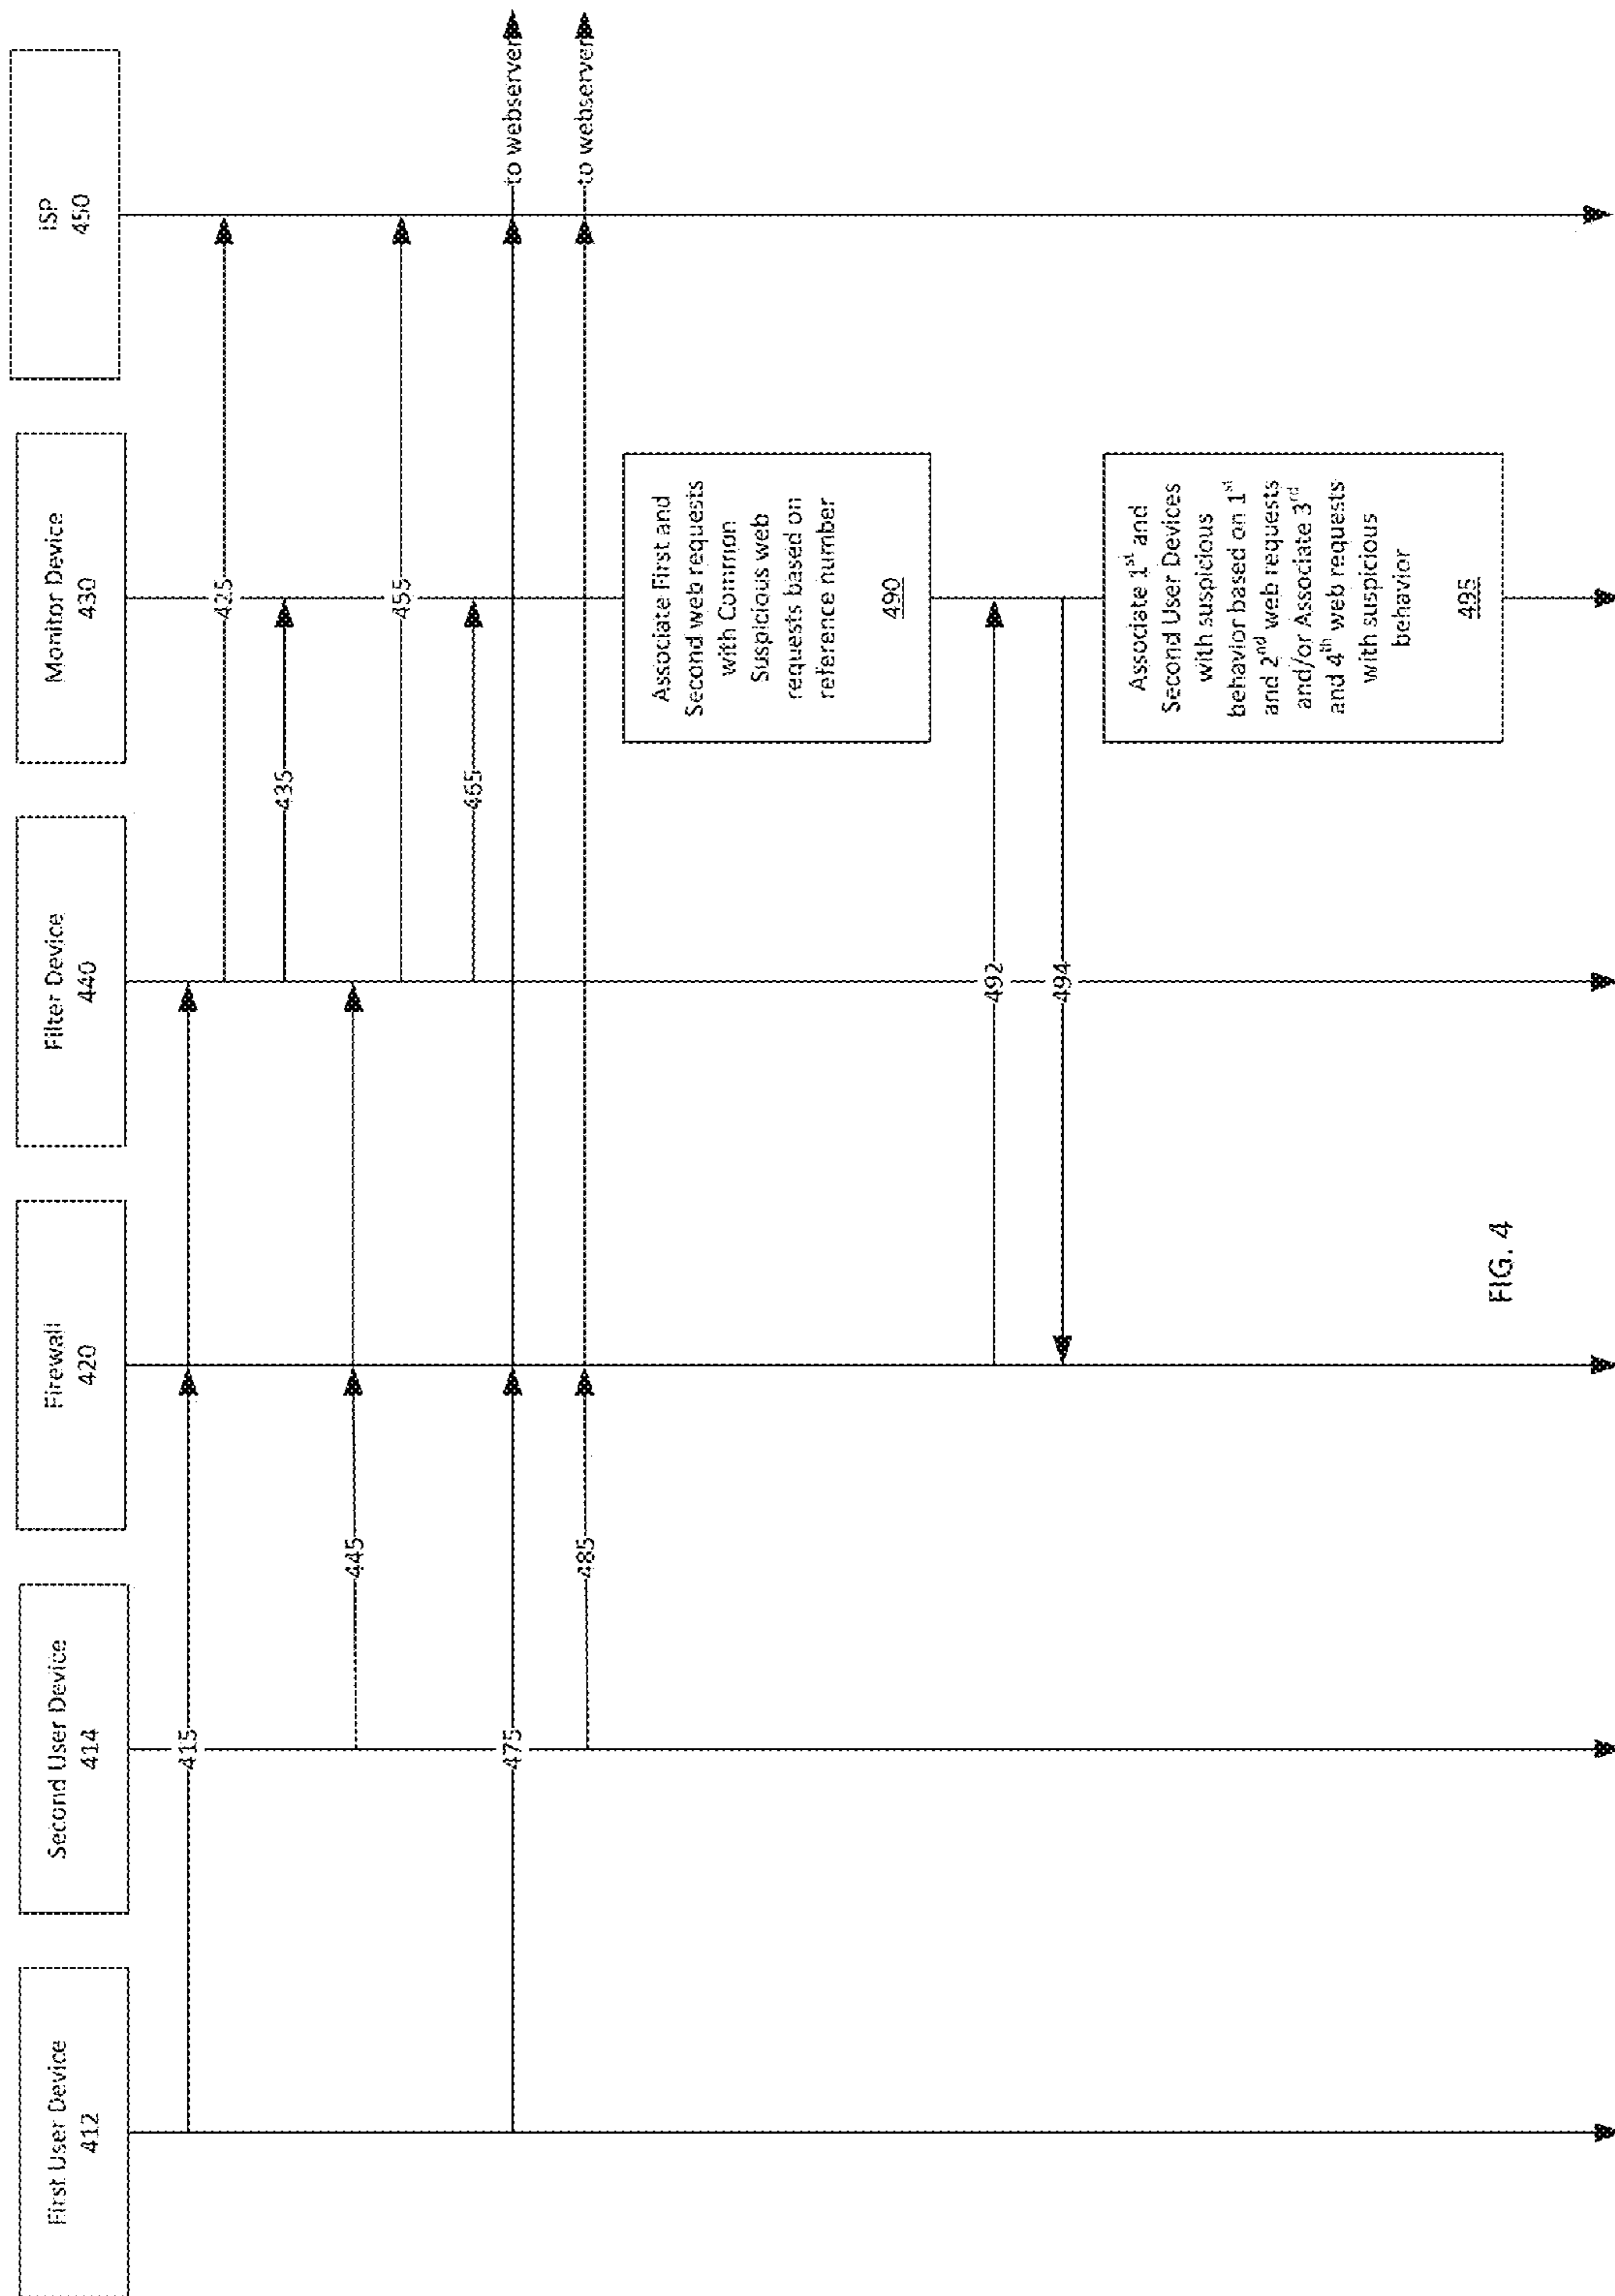 First User Device
412
Second User Device
414
Firewall
420
Filter Device
440
Monitor Device
430
ISP
450
415
425
435
445
455
465
475
to webserver
485
to webserver
Associate First and
Second web requests
with Common
Suspicious web
requests based on
reference number
490
492
494
Associate 1st and
Second User Devices
with suspicious
behavior based on 1st
and 2nd web requests
and/or Associate 3rd
and 4th web requests
with suspicious
behavior
495
FIG. 4